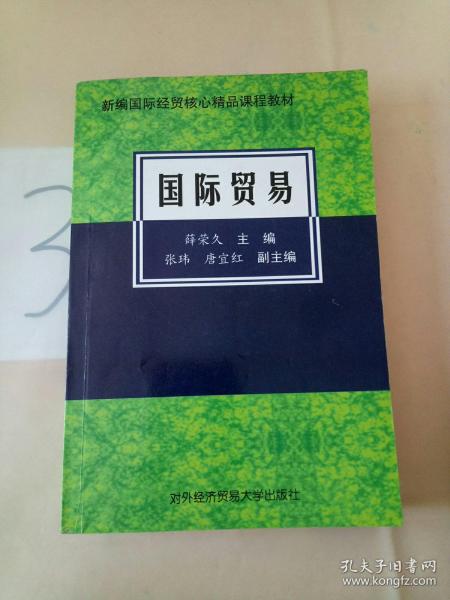 新编国际经贸核心精品课程教材
国际贸易
薛荣久 主 编
张玮 唐宜红 副主编
对外经济贸易大学出版社
3
孔夫子旧书网
www.kongfz.com